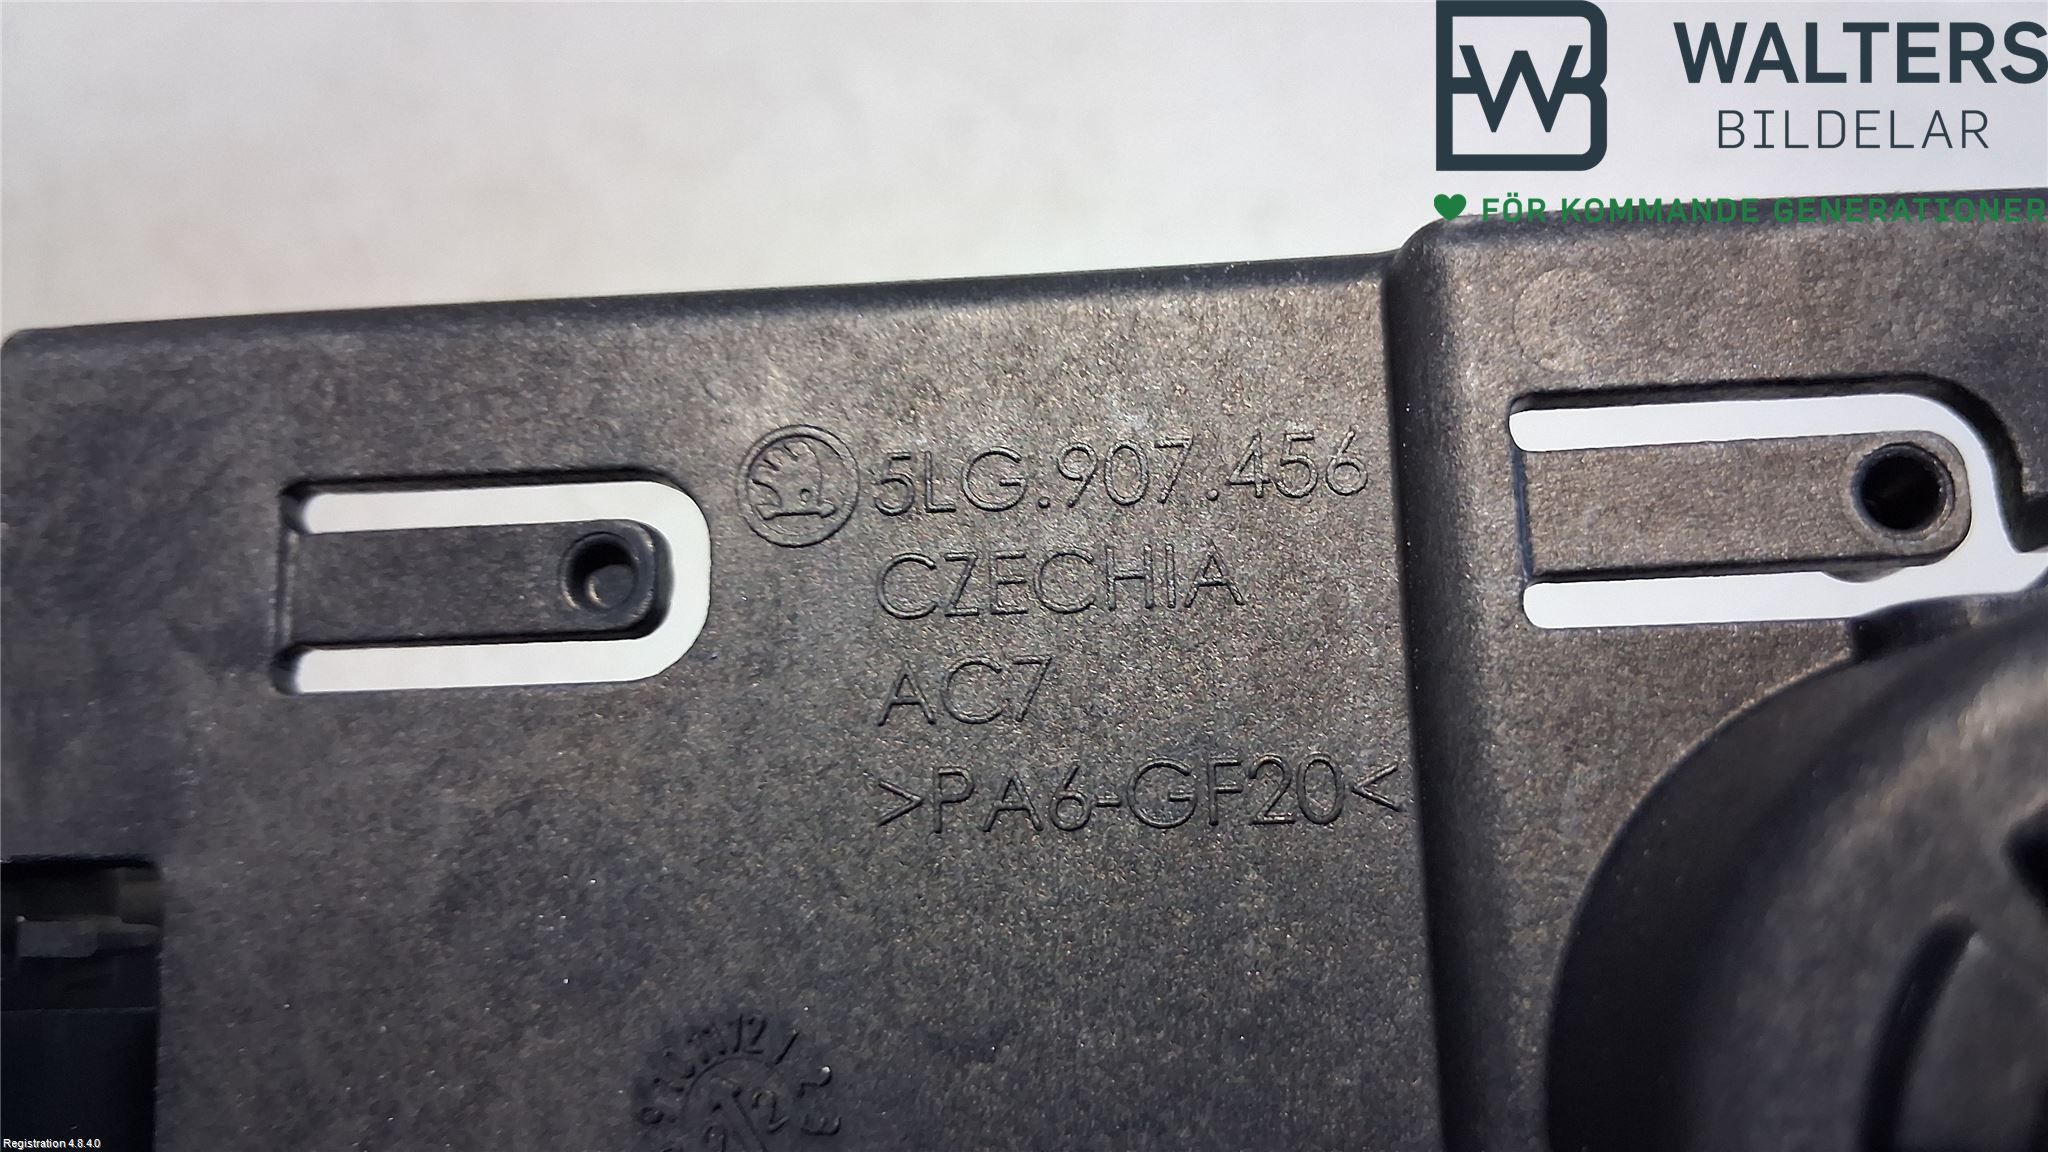 WALTERS
BILDELAR
FÖR KOMMANDE GENERATIONER
5LG.907.456
CZECHIA
AC7
>PA6-GF20<
Registration 4.8.4.0